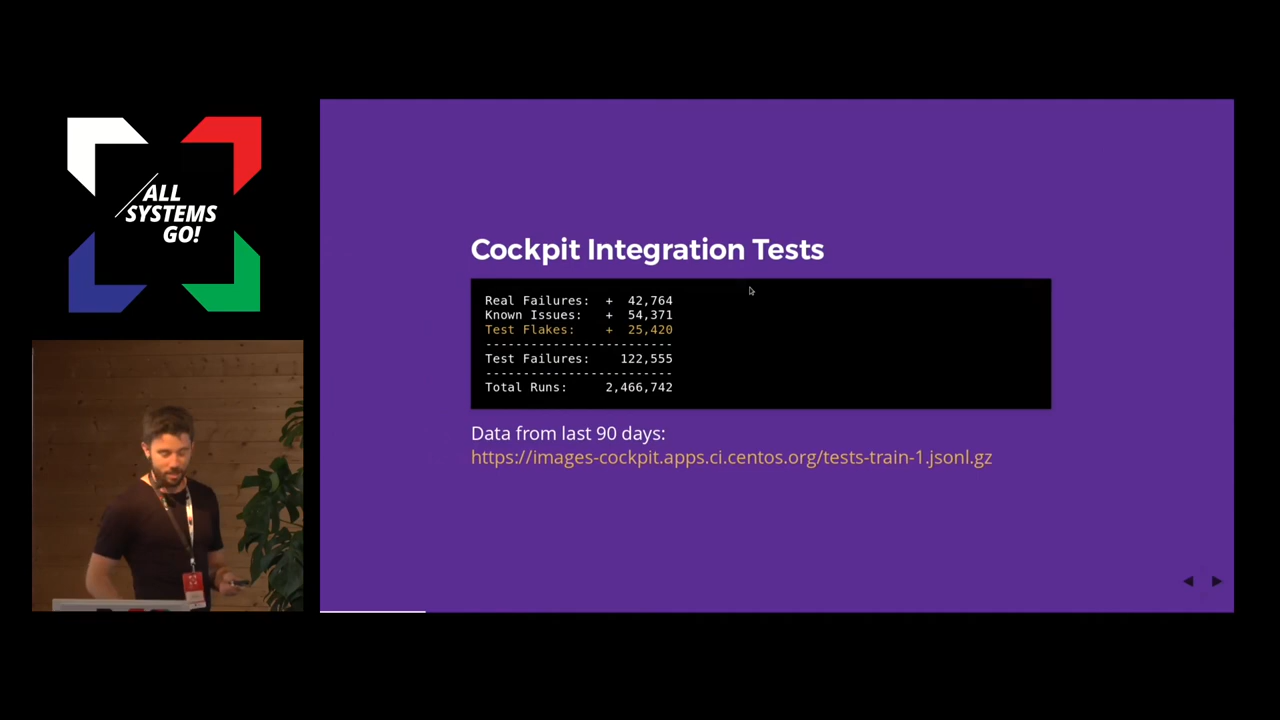 ALL
SYSTEMS
GO!
Cockpit Integration Tests
Real Failures:  +  42,764
Known Issues:   +  54,371
Test Flakes:    +  25,420
-------------------------
Test Failures:    122,555
-------------------------
Total Runs:     2,466,742
Data from last 90 days:
https://images-cockpit.apps.ci.centos.org/tests-train-1.jsonl.gz